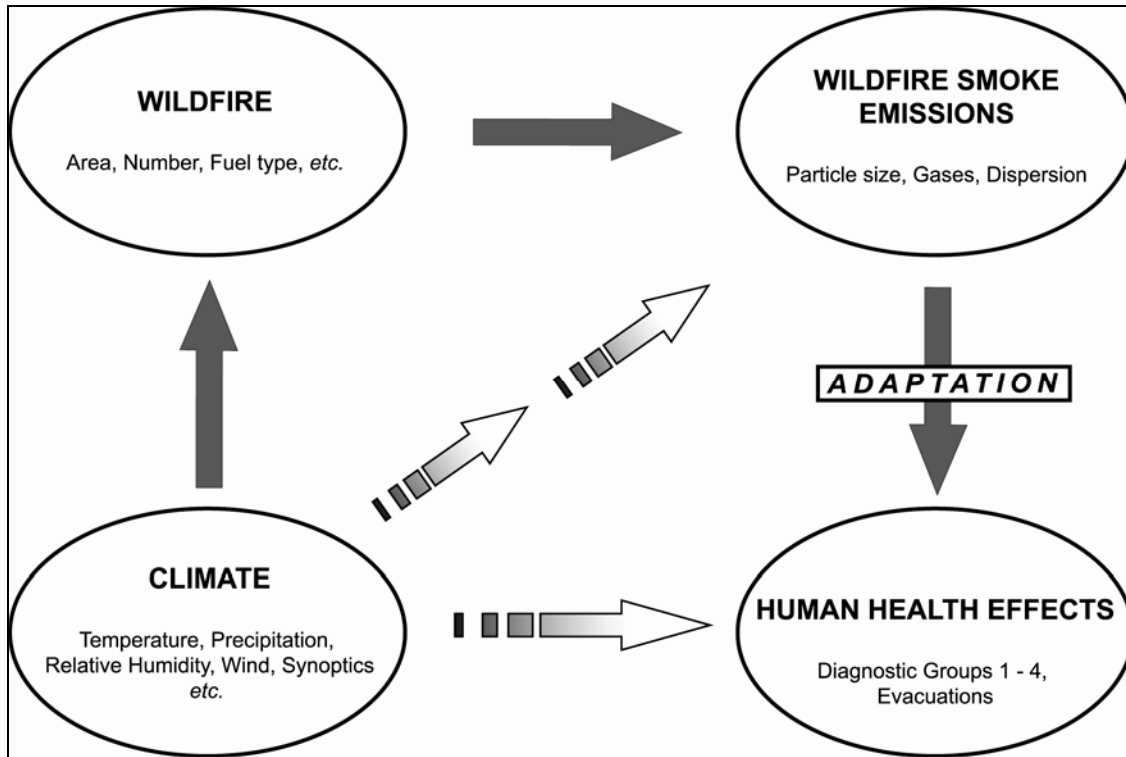 WILDFIRE
Area, Number, Fuel type, etc.
WILDFIRE SMOKE
EMISSIONS
Particle size, Gases, Dispersion
ADAPTATION
CLIMATE
Temperature, Precipitation,
Relative Humidity, Wind, Synoptics
etc.
HUMAN HEALTH EFFECTS
Diagnostic Groups 1 - 4,
Evacuations